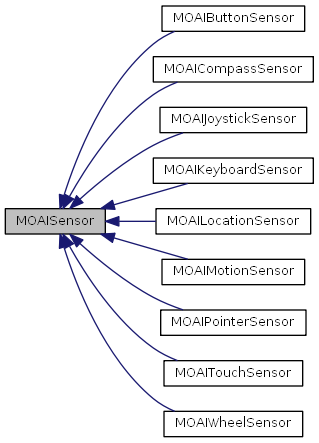 MOAIButtonSensor
MOAICompassSensor
MOAIJoystickSensor
MOAIKeyboardSensor
MOAISensor
MOAILocationSensor
MOAIMotionSensor
MOAIPointerSensor
MOAITouchSensor
MOAIWheelSensor